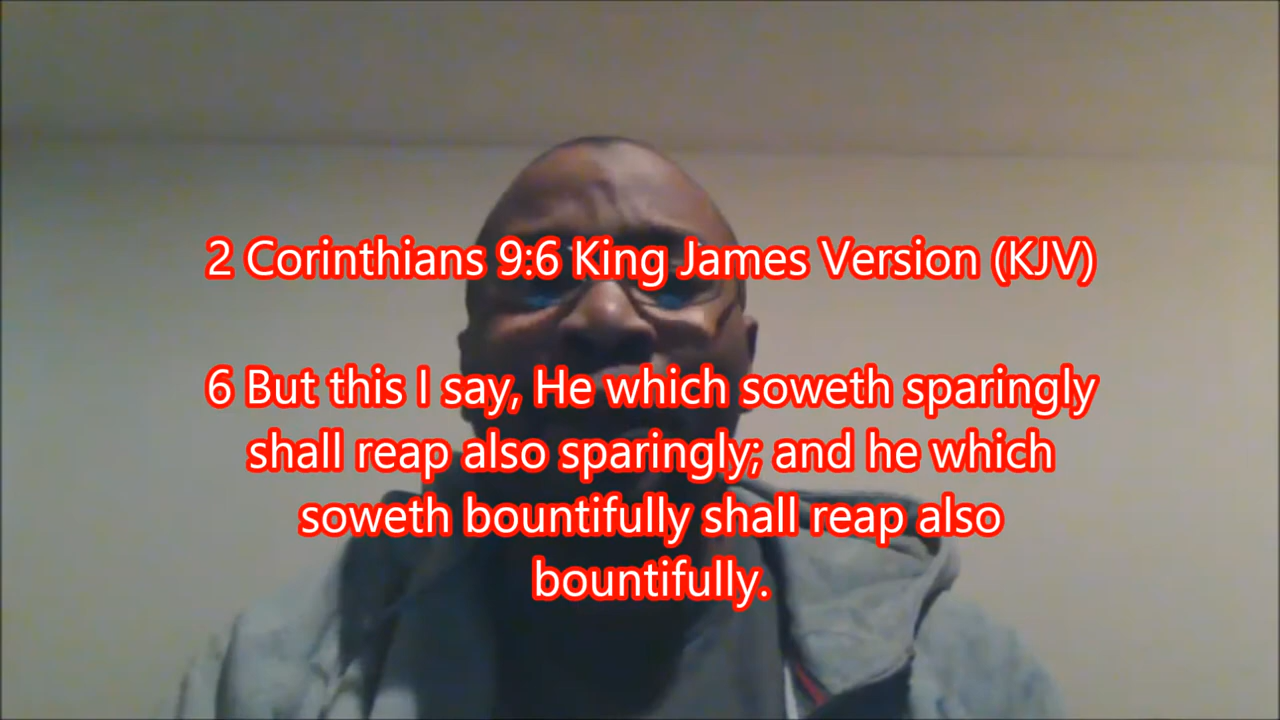 2 Corinthians 9:6 King James Version (KJV)
6 But this I say, He which soweth sparingly
shall reap also sparingly; and he which
soweth bountifully shall reap also
bountifully.